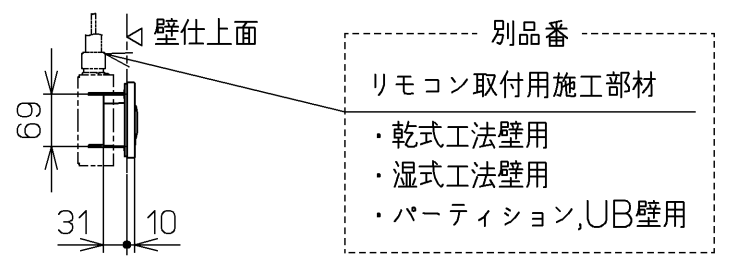 壁仕上面
別品番
リモコン取付用施工部材
・乾式工法壁用
・湿式工法壁用
・パーティション,UB壁用
69
31
10